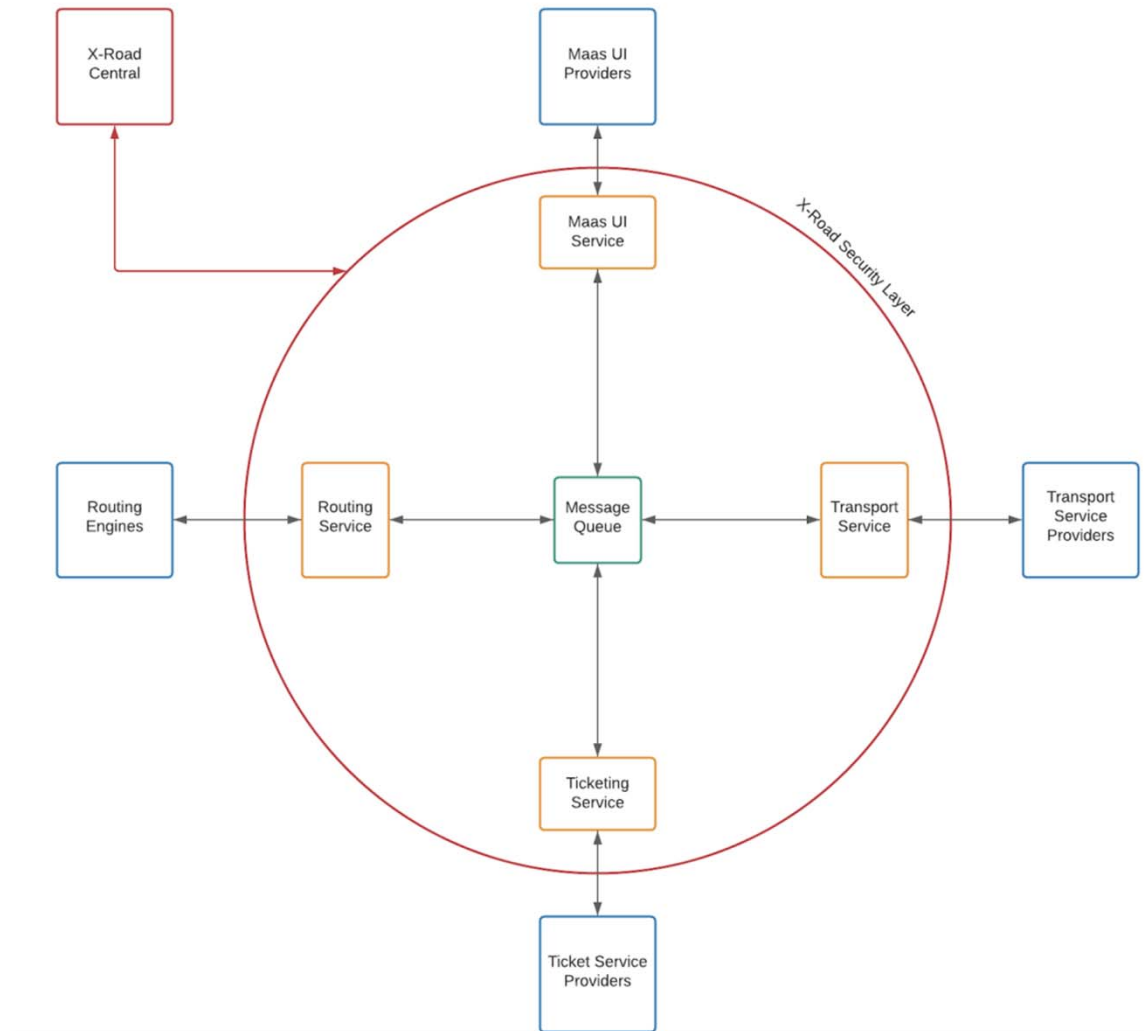 X-Road
Central
Maas UI
Providers
Maas UI
Service
X-Road Security Layer
Routing
Engines
Routing
Service
Message
Queue
Transport
Service
Transport
Service
Providers
Ticketing
Service
Ticket Service
Providers